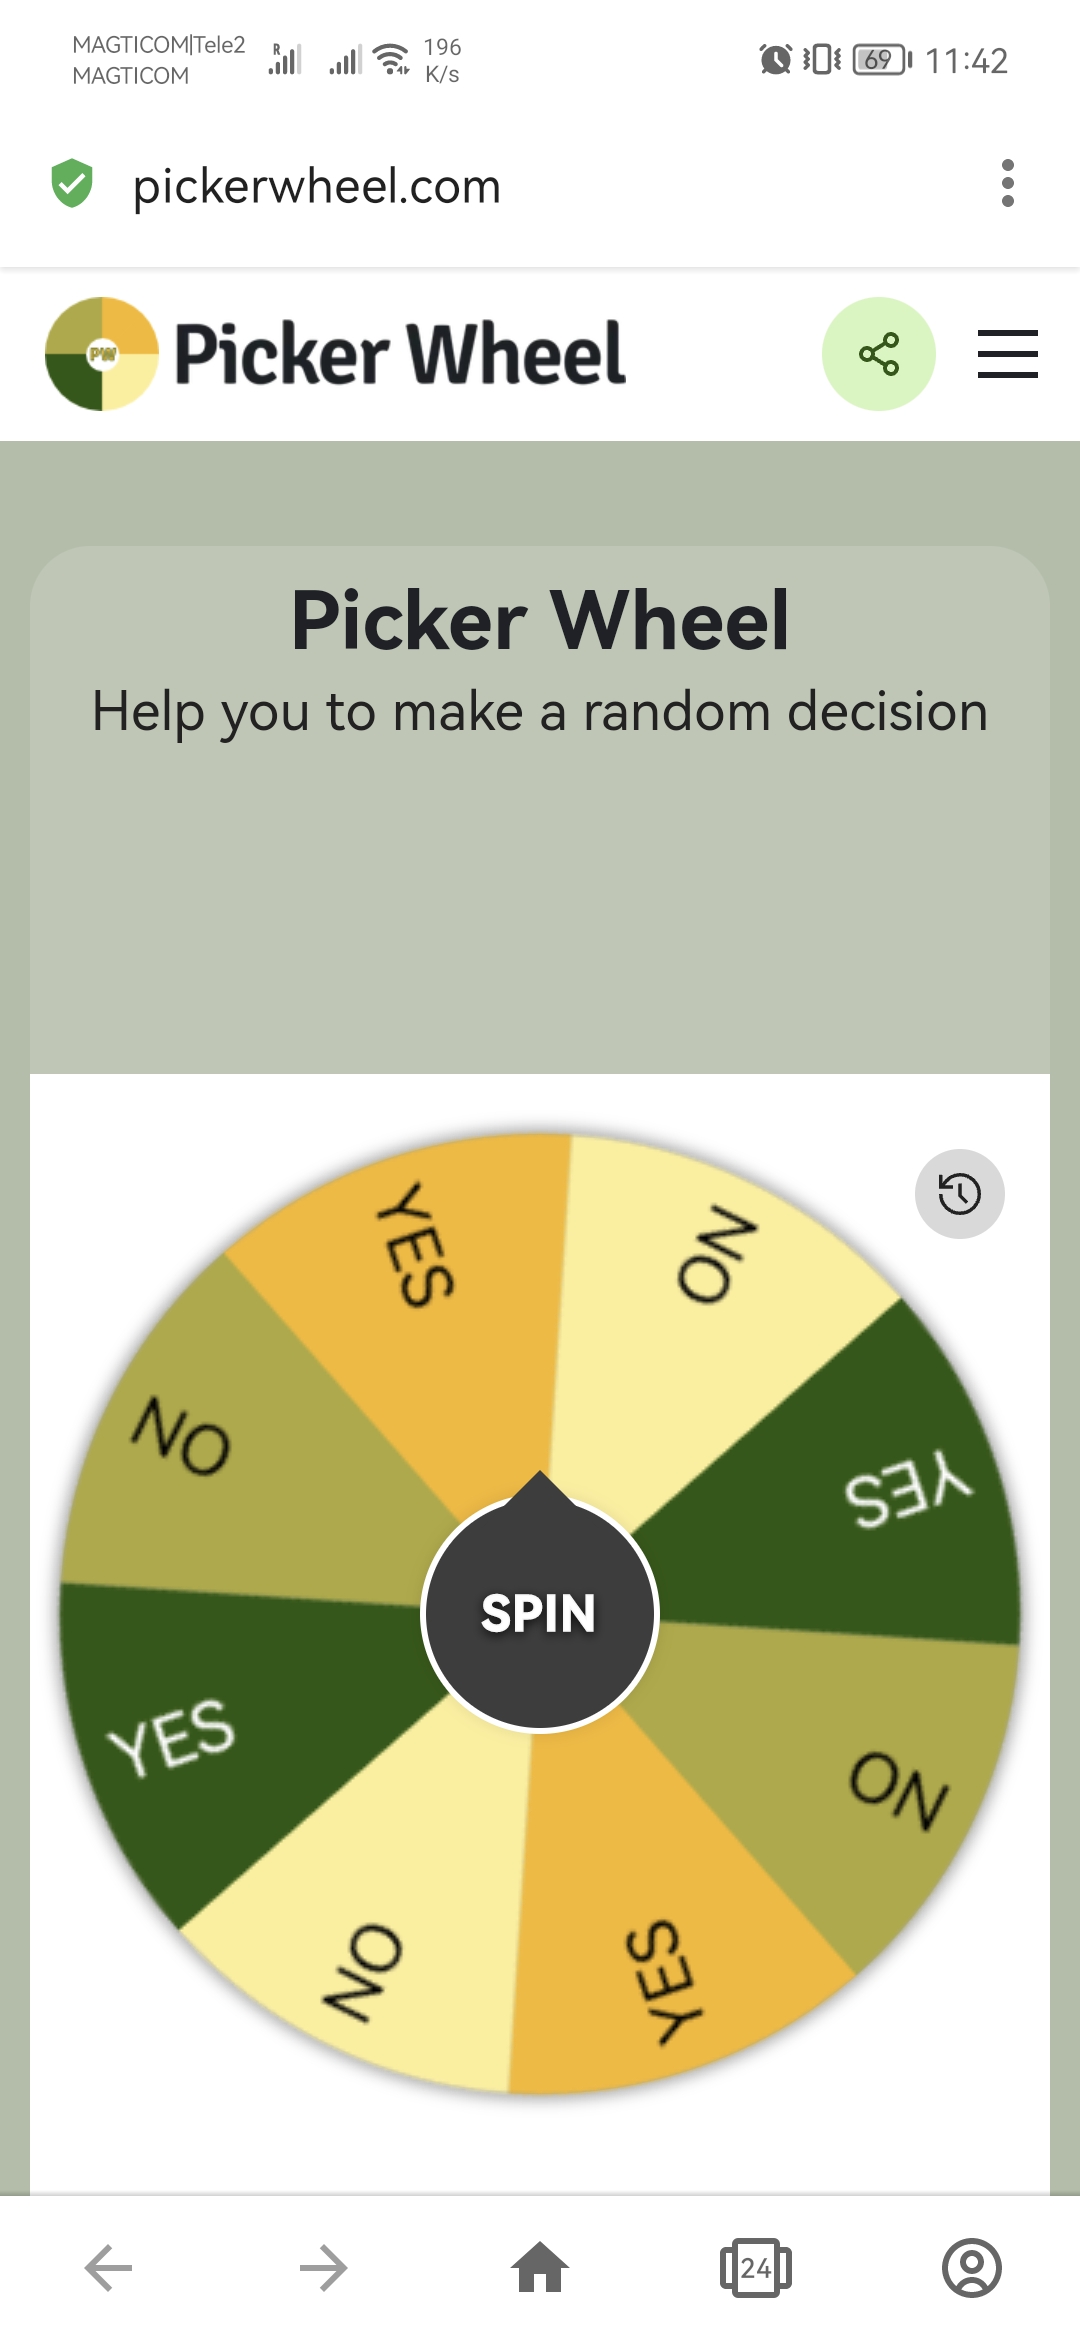 MAGTICOM|Tele2
MAGTICOM
R
196
K/s
69
11:42
pickerwheel.com
PW
Picker Wheel
Picker Wheel
Help you to make a random decision
YES
NO
NO
YES
SPIN
YES
NO
NO
YES
24